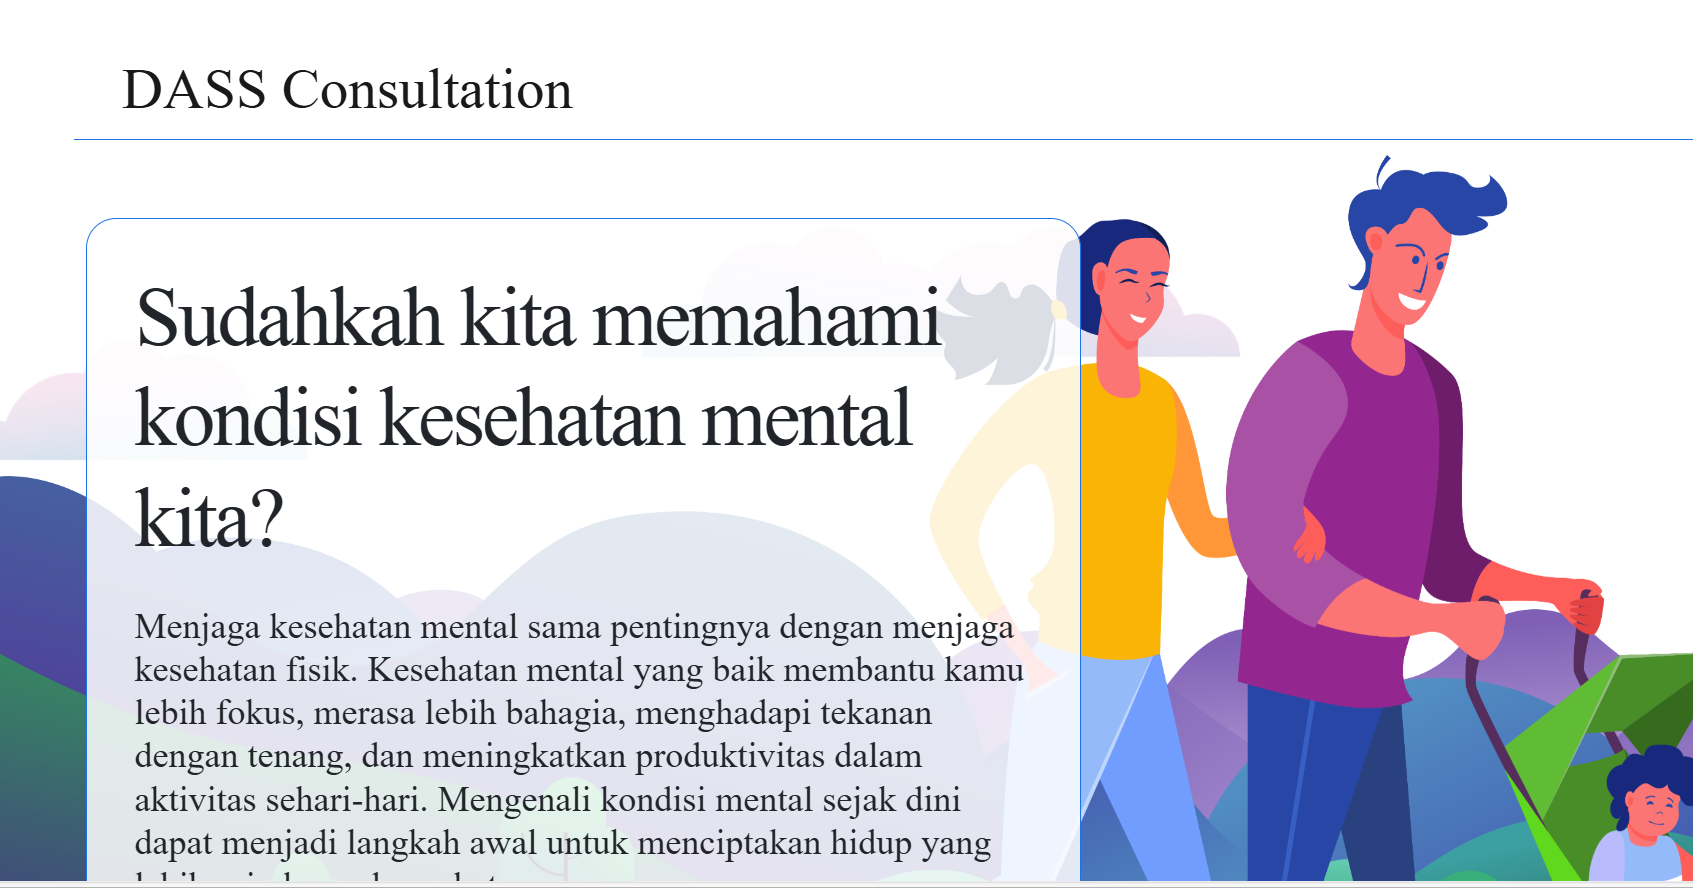 DASS Consultation
Sudahkah kita memahami
kondisi kesehatan mental
kita?
Menjaga kesehatan mental sama pentingnya dengan menjaga
kesehatan fisik. Kesehatan mental yang baik membantu kamu
lebih fokus, merasa lebih bahagia, menghadapi tekanan
dengan tenang, dan meningkatkan produktivitas dalam
aktivitas sehari-hari. Mengenali kondisi mental sejak dini
dapat menjadi langkah awal untuk menciptakan hidup yang